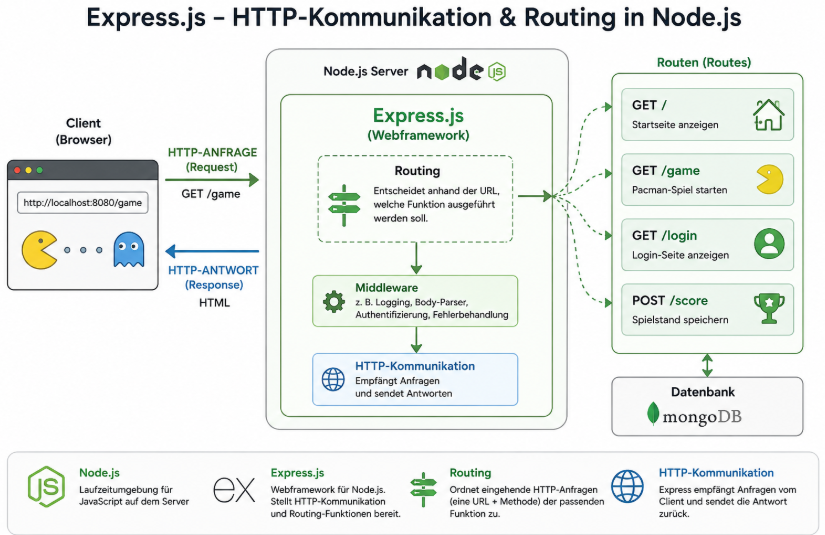 Express.js – HTTP-Kommunikation & Routing in Node.js
Client
(Browser)
http://localhost:8080/game
HTTP-ANFRAGE
(Request)
GET /game
HTTP-ANTWORT
(Response)
HTML
Node.js Server
node
JS
Express.js
(Webframework)
Routing
Entscheidet anhand der URL,
welche Funktion ausgeführt
werden soll.
Middleware
z. B. Logging, Body-Parser,
Authentifizierung, Fehlerbehandlung
HTTP-Kommunikation
Empfängt Anfragen
und sendet Antworten
Routen (Routes)
GET /
Startseite anzeigen
GET /game
Pacman-Spiel starten
GET /login
Login-Seite anzeigen
POST /score
Spielstand speichern
Datenbank
mongoDB
JS
Node.js
Laufzeitumgebung für
JavaScript auf dem Server
ex
Express.js
Webframework für Node.js.
Stellt HTTP-Kommunikation
und Routing-Funktionen bereit.
Routing
Ordnet eingehende HTTP-Anfragen
(eine URL + Methode) der passenden
Funktion zu.
HTTP-Kommunikation
Express empfängt Anfragen vom
Client und sendet die Antwort
zurück.